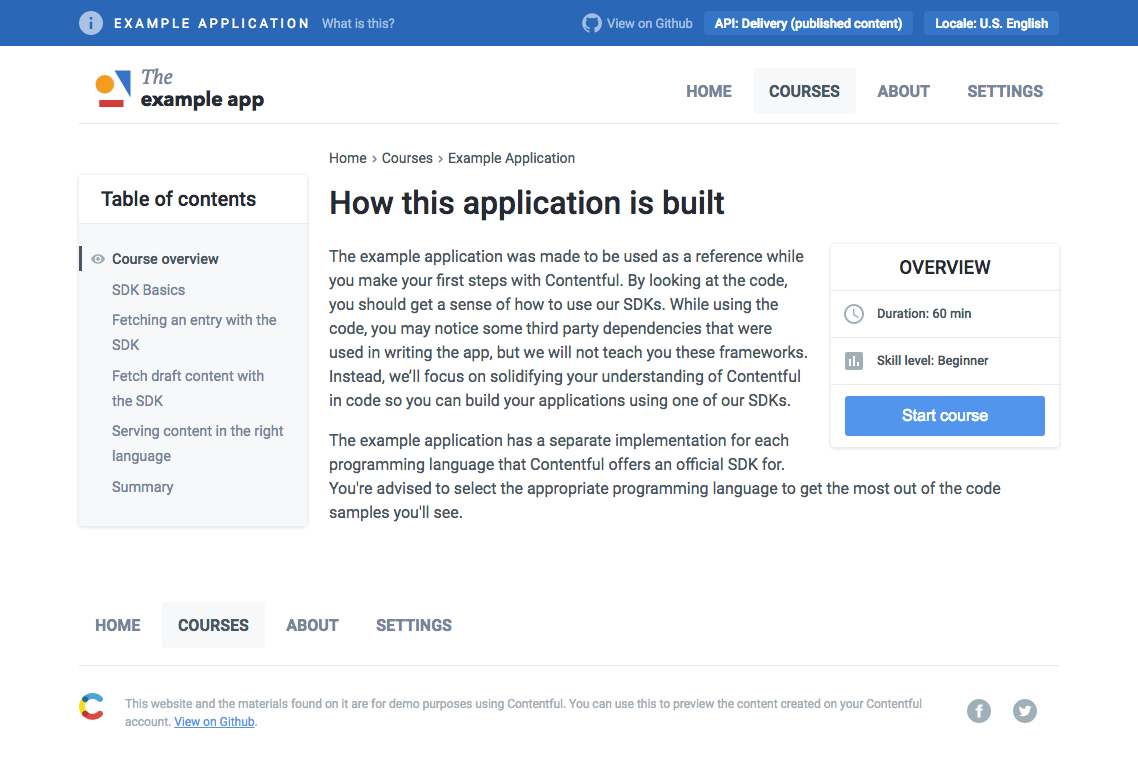 EXAMPLE APPLICATION What is this? View on Github API: Delivery (published content) Locale: U.S. English
The
example app
HOME COURSES ABOUT SETTINGS
Home › Courses › Example Application
Table of contents
Course overview
SDK Basics
Fetching an entry with the
SDK
Fetch draft content with
the SDK
Serving content in the right
language
Summary
How this application is built
The example application was made to be used as a reference while
you make your first steps with Contentful. By looking at the code,
you should get a sense of how to use our SDKs. While using the
code, you may notice some third party dependencies that were
used in writing the app, but we will not teach you these frameworks.
Instead, we’ll focus on solidifying your understanding of Contentful
in code so you can build your applications using one of our SDKs.
The example application has a separate implementation for each
programming language that Contentful offers an official SDK for.
You're advised to select the appropriate programming language to get the most out of the code
samples you'll see.
OVERVIEW
Duration: 60 min
Skill level: Beginner
Start course
HOME COURSES ABOUT SETTINGS
This website and the materials found on it are for demo purposes using Contentful. You can use this to preview the content created on your Contentful
account. View on Github.